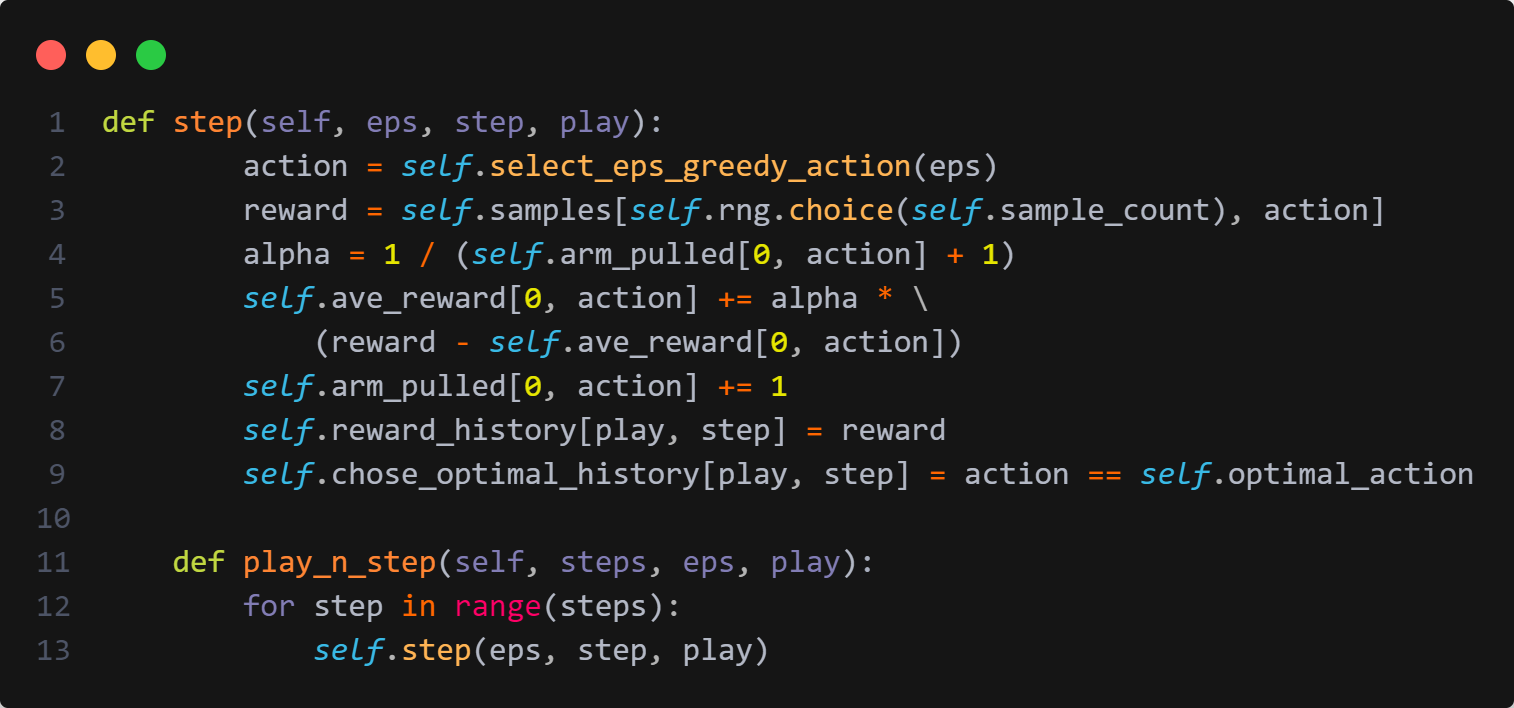 1 def step(self, eps, step, play):
2         action = self.select_eps_greedy_action(eps)
3         reward = self.samples[self.rng.choice(self.sample_count), action]
4         alpha = 1 / (self.arm_pulled[0, action] + 1)
5         self.ave_reward[0, action] += alpha * \
6             (reward - self.ave_reward[0, action])
7         self.arm_pulled[0, action] += 1
8         self.reward_history[play, step] = reward
9         self.chose_optimal_history[play, step] = action == self.optimal_action
10
11     def play_n_step(self, steps, eps, play):
12         for step in range(steps):
13             self.step(eps, step, play)